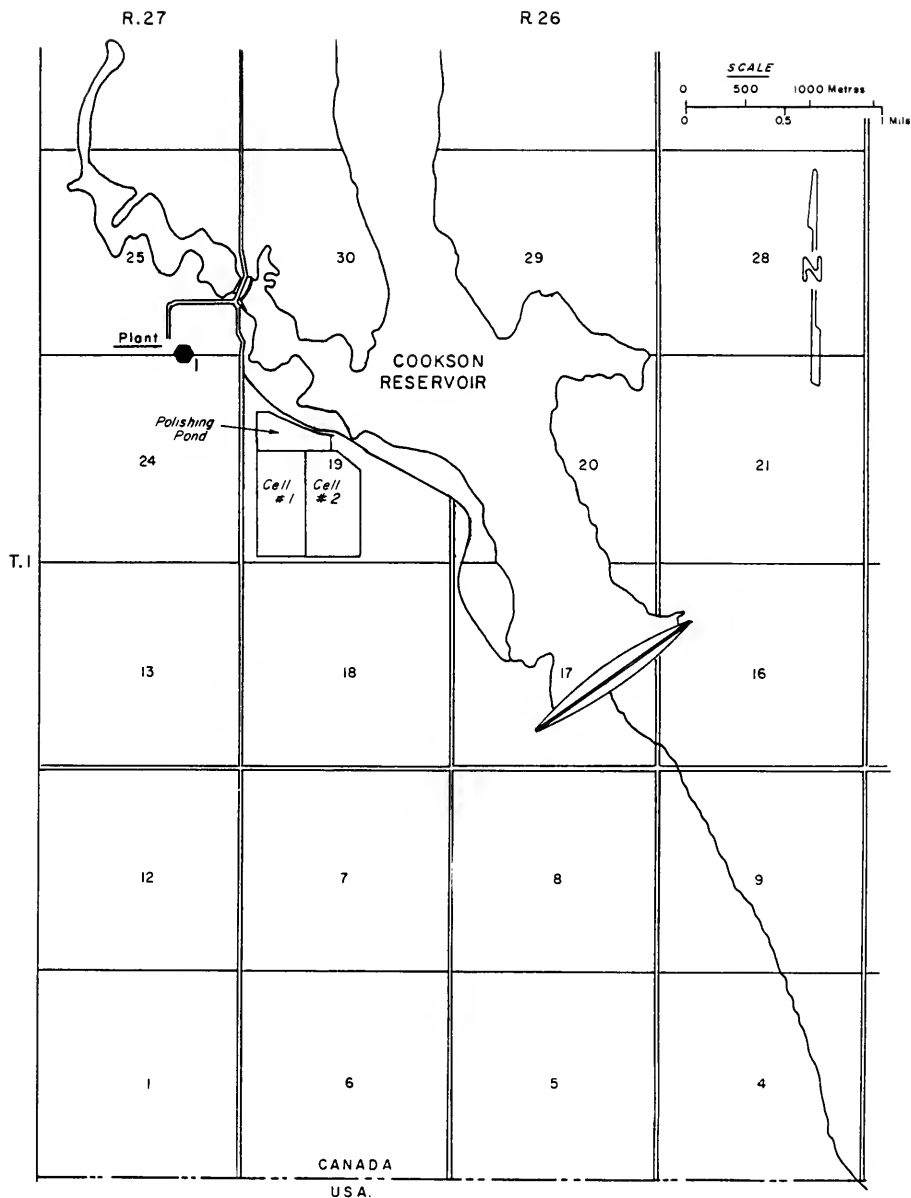 R.27
R 26
SCALE
0 500 1000 Metres
0 0.5 1 Mile
25
30
29
28
N
Plant
1
COOKSON
RESERVOIR
Polishing
Pond
24
19
20
21
Cell
#1
Cell
#2
T.1
13
18
17
16
12
7
8
9
1
6
5
4
CANADA
USA.